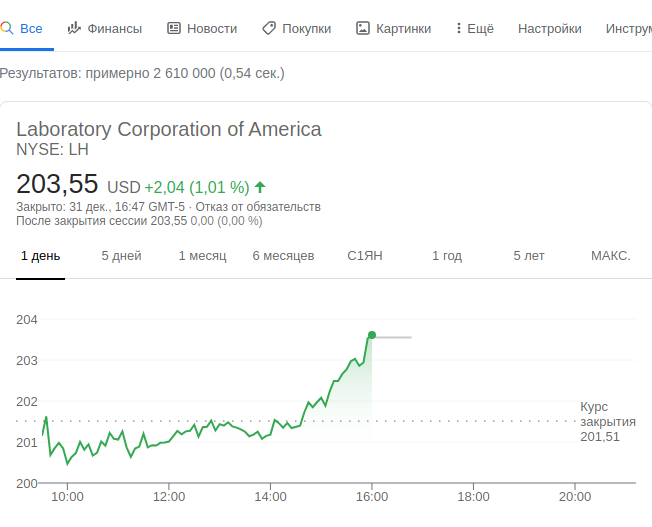 Все Финансы Новости Покупки Картинки Ещё Настройки Инструм
Результатов: примерно 2 610 000 (0,54 сек.)
Laboratory Corporation of America
NYSE: LH
203,55 USD +2,04 (1,01 %)
Закрыто: 31 дек., 16:47 GMT-5 · Отказ от обязательств
После закрытия сессии 203,55 0,00 (0,00 %)
1 день 5 дней 1 месяц 6 месяцев С1ЯН 1 год 5 лет МАКС.
204
203
202
Курс
закрытия
201,51
201
200
10:00 12:00 14:00 16:00 18:00 20:00